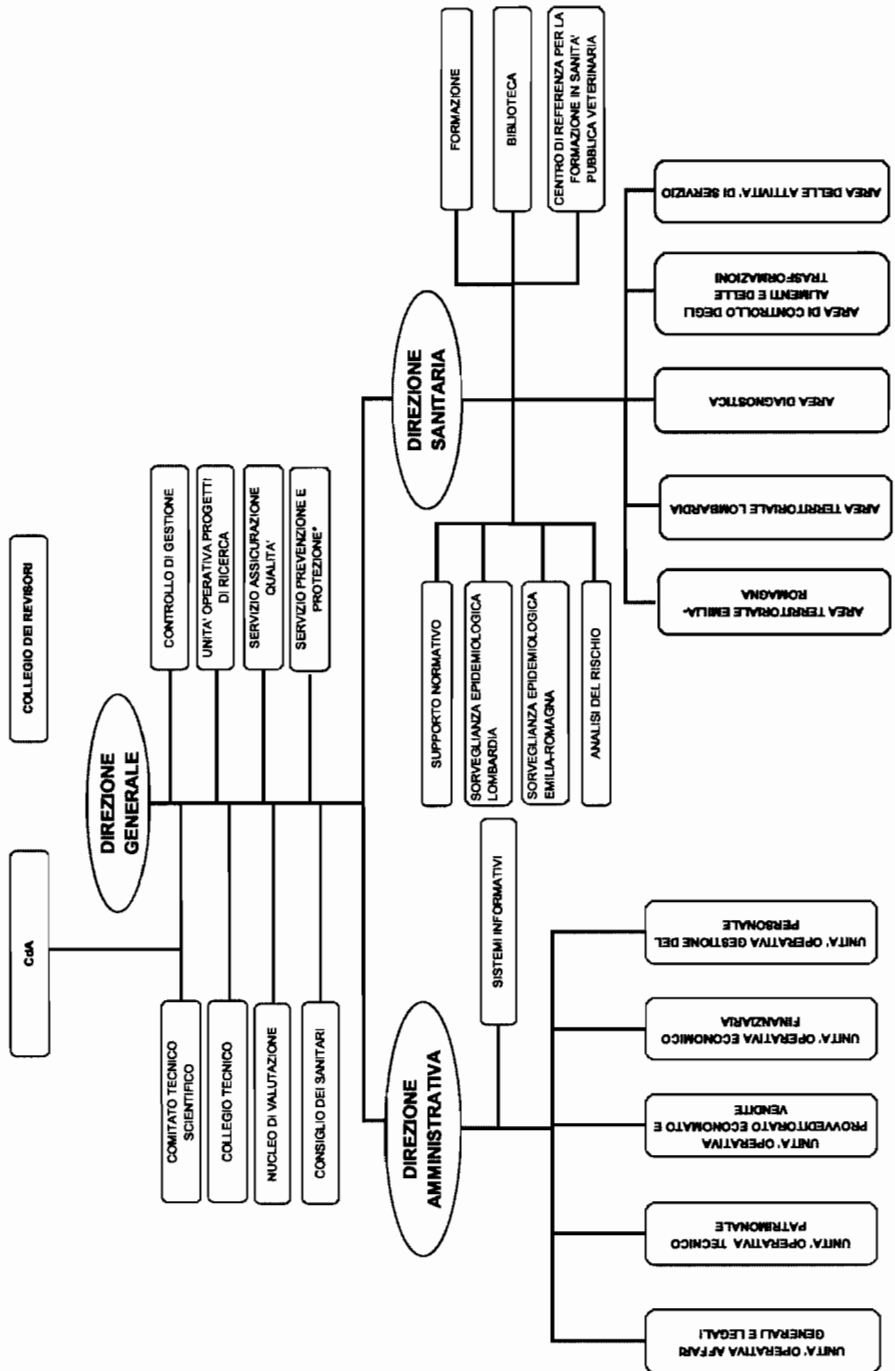 CdA
COLLEGIO DEI REVISORI
DIREZIONE
GENERALE
COMITATO TECNICO
SCIENTIFICO
COLLEGIO TECNICO
NUCLEO DI VALUTAZIONE
CONSIGLIO DEI SANITARI
CONTROLLO DI GESTIONE
UNITA' OPERATIVA PROGETTI
DI RICERCA
SERVIZIO ASSICURAZIONE
QUALITA'
SERVIZIO PREVENZIONE E
PROTEZIONE*
DIREZIONE
AMMINISTRATIVA
SISTEMI INFORMATIVI
UNITA' OPERATIVA AFFARI
GENERALI E LEGALI
UNITA' OPERATIVA TECNICO
PATRIMONALE
UNITA' OPERATIVA
PROVVEDITORATO ECONOMATO E
VENDITE
UNITA' OPERATIVA ECONOMICO
FINANZIARIA
UNITA' OPERATIVA GESTIONE DEL
PERSONALE
DIREZIONE
SANITARIA
SUPPORTO NORMATIVO
SORVEGLIANZA EPIDEMIOLOGICA
LOMBARDIA
SORVEGLIANZA EPIDEMIOLOGICA
EMILIA-ROMAGNA
ANALISI DEL RISCHIO
FORMAZIONE
BIBLIOTECA
CENTRO DI REFERENZA PER LA
FORMAZIONE IN SANITA'
PUBBLICA VETERINARIA
AREA TERRITORIALE EMILIA-
ROMAGNA
AREA TERRITORIALE LOMBARDIA
AREA DIAGNOSTICA
AREA DI CONTROLLO DEGLI
ALIMENTI E DELLE
TRASFORMAZIONI
AREA DELLE ATTIVITA' DI SERVIZIO